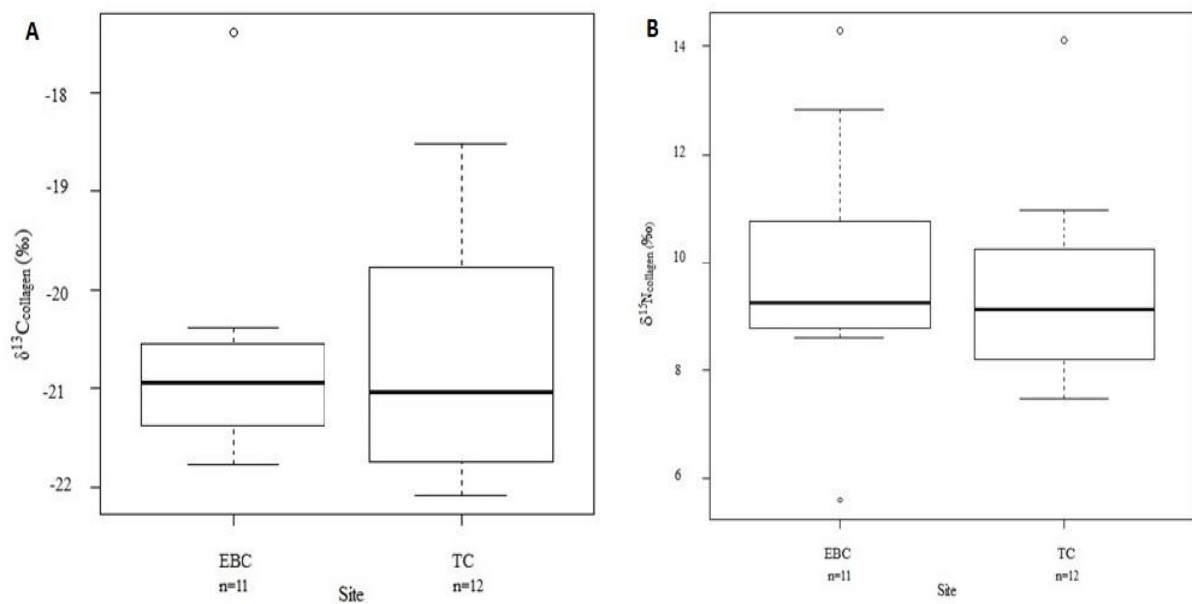 A
-18
-19
-20
-21
-22
δ13Ccollagen (‰)
EBC
n=11
TC
n=12
Site
B
14
12
10
8
6
δ15Ncollagen (‰)
EBC
n=11
TC
n=12
Site